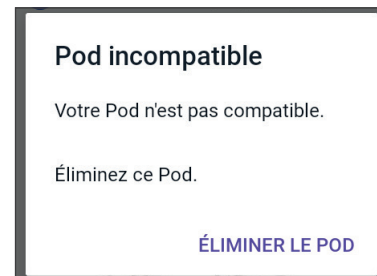 Pod incompatible
Votre Pod n'est pas compatible.
Éliminez ce Pod.
ÉLIMINER LE POD